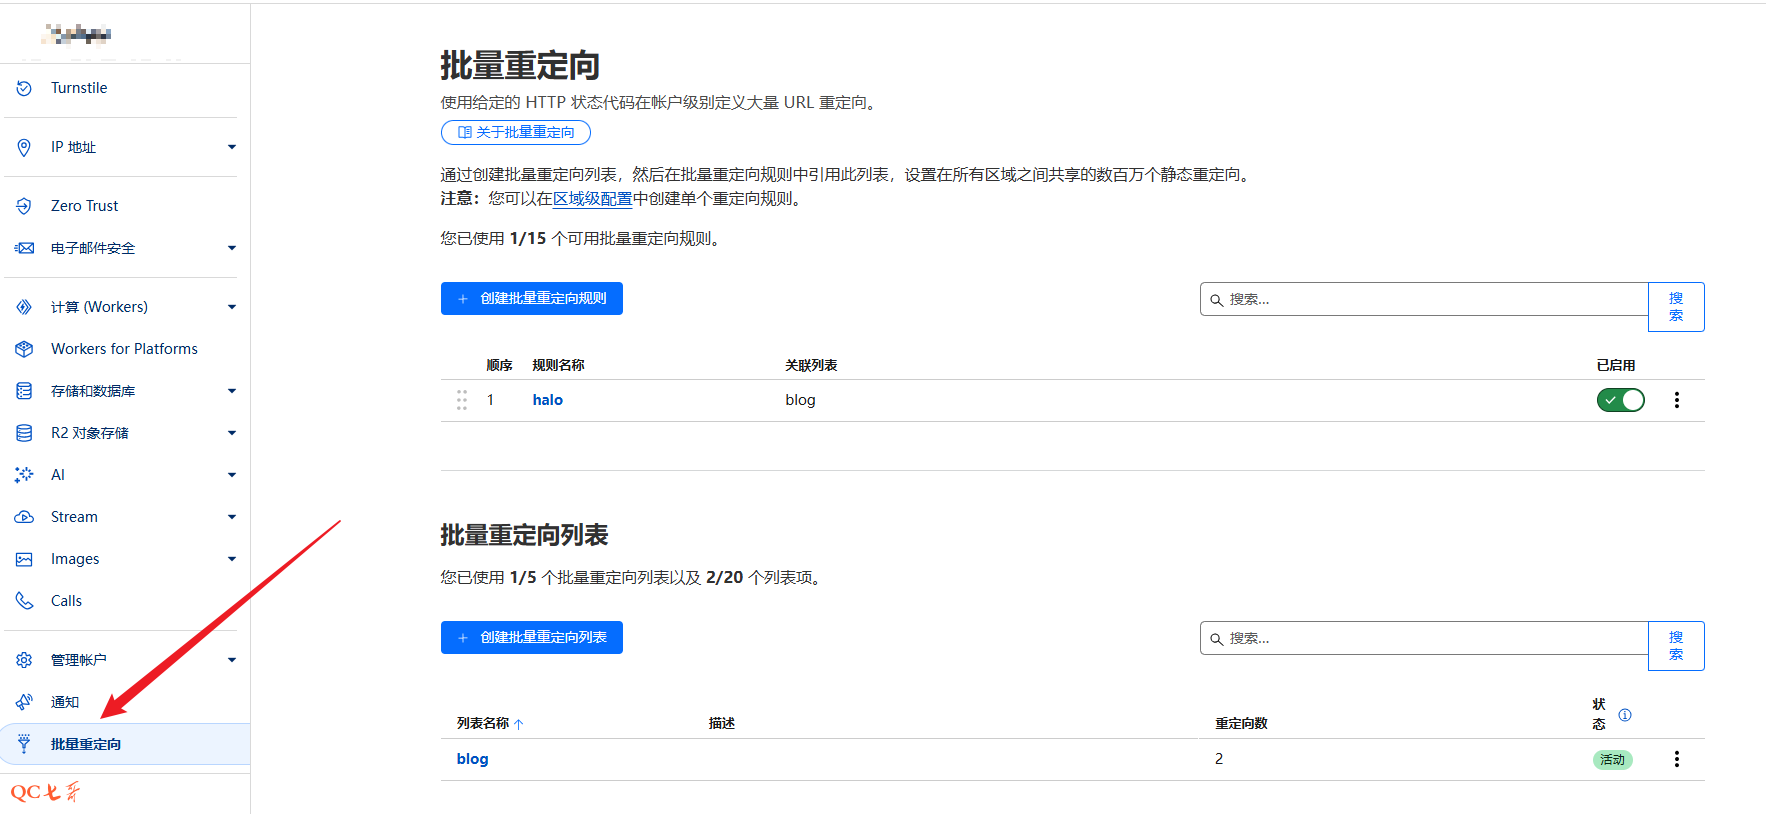 Turnstile
IP 地址
Zero Trust
电子邮件安全
计算 (Workers)
Workers for Platforms
存储和数据库
R2 对象存储
AI
Stream
Images
Calls
管理帐户
通知
批量重定向
QC七哥
批量重定向
使用给定的 HTTP 状态代码在帐户级别定义大量 URL 重定向。
关于批量重定向
通过创建批量重定向列表，然后在批量重定向规则中引用此列表，设置在所有区域之间共享的数百万个静态重定向。
注意：您可以在区域级配置中创建单个重定向规则。
您已使用 1/15 个可用批量重定向规则。
+ 创建批量重定向规则
搜索...
搜
索
顺序 规则名称 关联列表 已启用
1 halo blog
批量重定向列表
您已使用 1/5 个批量重定向列表以及 2/20 个列表项。
+ 创建批量重定向列表
搜索...
搜
索
列表名称 描述 重定向数 状
态
blog 2 活动